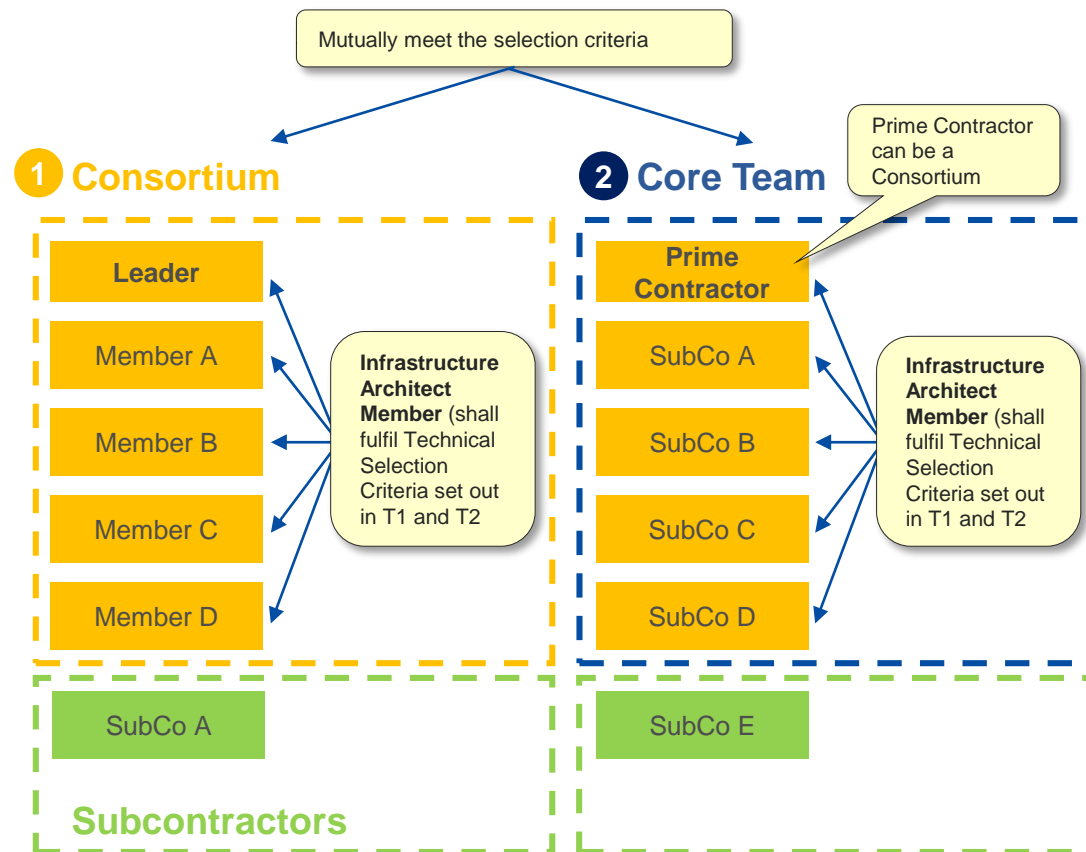 Mutually meet the selection criteria
Prime Contractor
can be a
Consortium
1 Consortium
2 Core Team
Leader
Member A
Member B
Member C
Member D
Infrastructure
Architect
Member (shall
fulfil Technical
Selection
Criteria set out
in T1 and T2
Prime
Contractor
SubCo A
SubCo B
SubCo C
SubCo D
Infrastructure
Architect
Member (shall
fulfil Technical
Selection
Criteria set out
in T1 and T2
SubCo A
SubCo E
Subcontractors